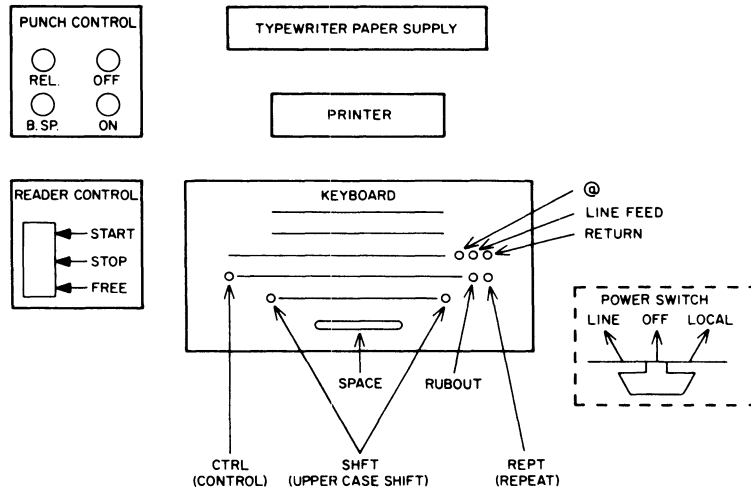 PUNCH CONTROL
REL. OFF
B.SP. ON
TYPEWRITER PAPER SUPPLY
PRINTER
READER CONTROL
START
STOP
FREE
KEYBOARD
@
LINE FEED
RETURN
SPACE
RUBOUT
CTRL
(CONTROL)
SHFT
(UPPER CASE SHIFT)
REPT
(REPEAT)
POWER SWITCH
LINE OFF LOCAL